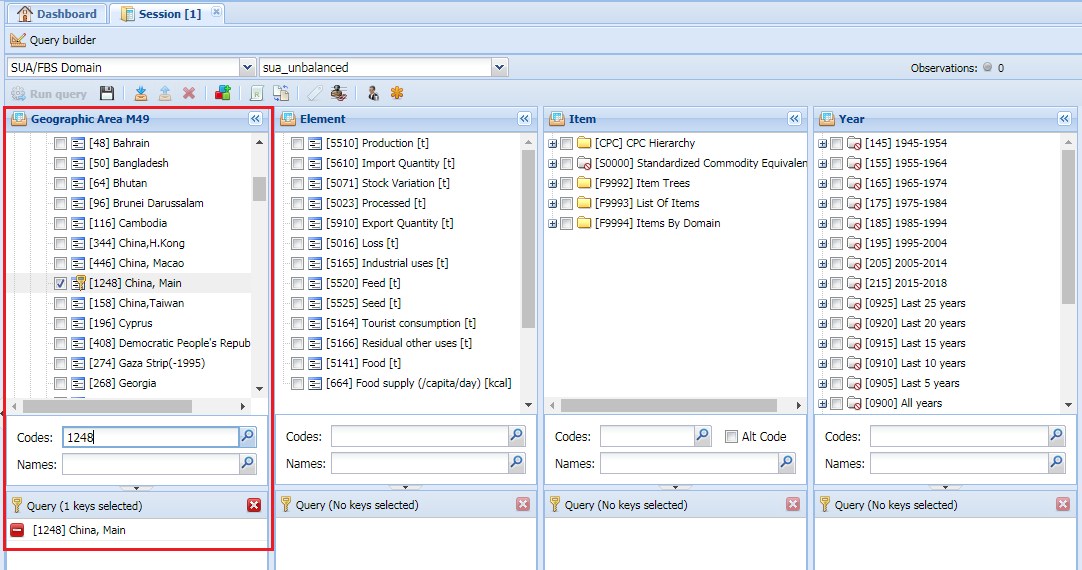 Dashboard
Session [1]
Query builder
SUA/FBS Domain
sua_unbalanced
Observations: 0
Run query
Geographic Area M49
[48] Bahrain
[50] Bangladesh
[64] Bhutan
[96] Brunei Darussalam
[116] Cambodia
[344] China,H.Kong
[446] China, Macao
[1248] China, Main
[158] China,Taiwan
[196] Cyprus
[408] Democratic People's Repub
[274] Gaza Strip(-1995)
[268] Georgia
Codes: 1248
Names:
Query (1 keys selected)
[1248] China, Main
Element
[5510] Production [t]
[5610] Import Quantity [t]
[5071] Stock Variation [t]
[5023] Processed [t]
[5910] Export Quantity [t]
[5016] Loss [t]
[5165] Industrial uses [t]
[5520] Feed [t]
[5525] Seed [t]
[5164] Tourist consumption [t]
[5166] Residual other uses [t]
[5141] Food [t]
[664] Food supply (/capita/day) [kcal]
Codes:
Names:
Query (No keys selected)
Item
[CPC] CPC Hierarchy
[S0000] Standardized Commodity Equivalen
[F9992] Item Trees
[F9993] List Of Items
[F9994] Items By Domain
Codes:
Alt Code
Names:
Query (No keys selected)
Year
[145] 1945-1954
[155] 1955-1964
[165] 1965-1974
[175] 1975-1984
[185] 1985-1994
[195] 1995-2004
[205] 2005-2014
[215] 2015-2018
[0925] Last 25 years
[0920] Last 20 years
[0915] Last 15 years
[0910] Last 10 years
[0905] Last 5 years
[0900] All years
Codes:
Names:
Query (No keys selected)